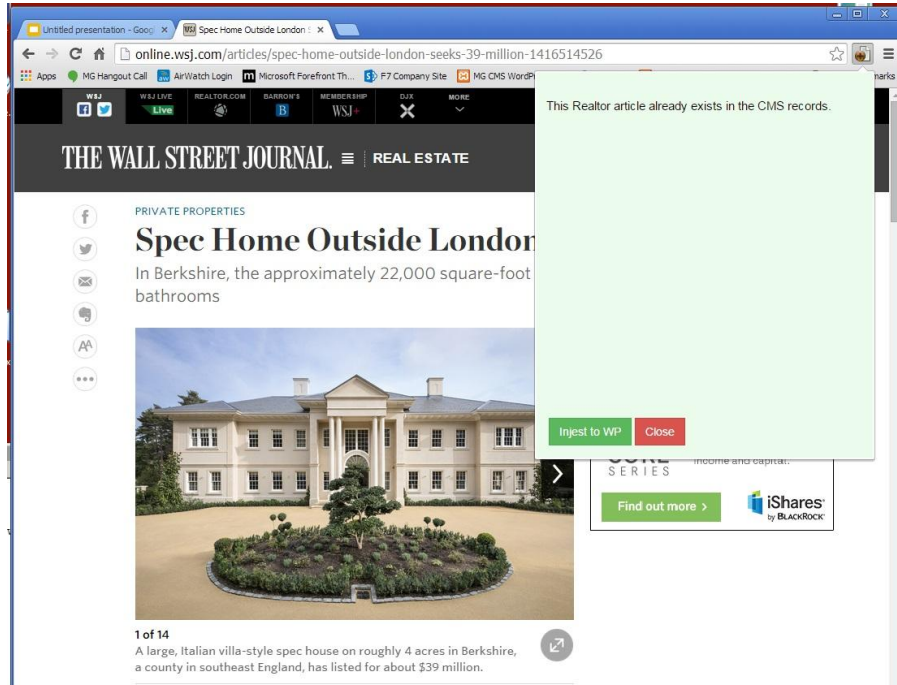 Untitled presentation - Goog
Spec Home Outside London S
online.wsj.com/articles/spec-home-outside-london-seeks-39-million-1416514526
Apps
MG Hangout Call
AirWatch Login
Microsoft Forefront Th...
F7 Company Site
MG CMS WordP
marks
WSJ
WSJ LIVE
REALTOR.COM
BARRON'S
MEMBERSHIP
DJX
MORE
Live
B
WSJ+
THE WALL STREET JOURNAL.
REAL ESTATE
This Realtor article already exists in the CMS records.
Injest to WP
Close
PRIVATE PROPERTIES
Spec Home Outside London
In Berkshire, the approximately 22,000 square-foot
bathrooms
AA
SERIES
income and capital.
Find out more >
iShares
by BLACKROCK
1 of 14
A large, Italian villa-style spec house on roughly 4 acres in Berkshire,
a county in southeast England, has listed for about $39 million.